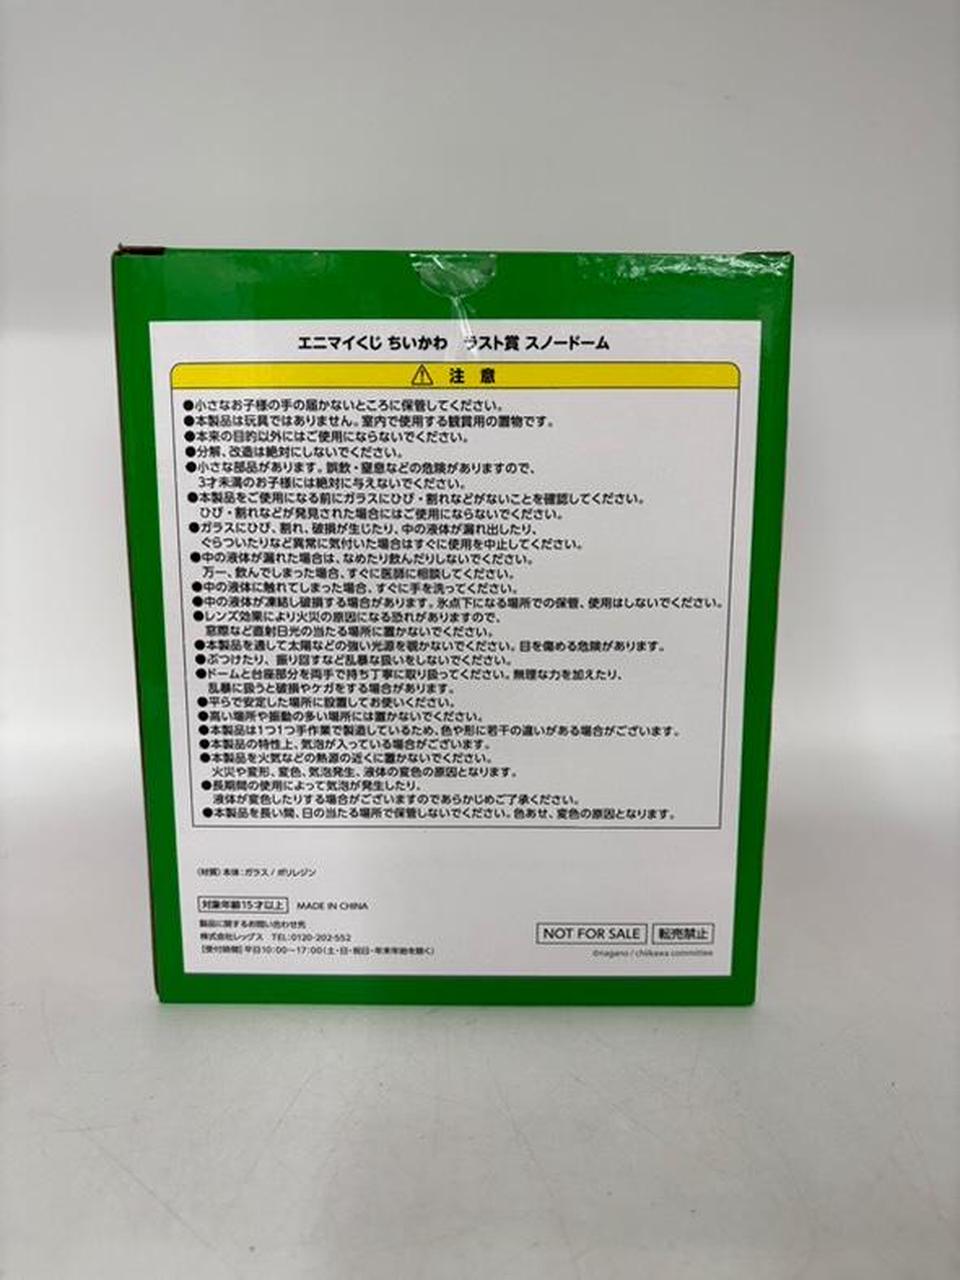 エニマイくじ ちいかわ ラスト賞 スノードーム
⚠ 注 意
●小さなお子様の手の届かないところに保管してください。
●本製品は玩具ではありません。室内で使用する観賞用の置物です。
●本来の目的以外にはご使用にならないでください。
●分解、改造は絶対にしないでください。
●小さな部品があります。誤飲・窒息などの危険がありますので、
3才未満のお子様には絶対に与えないでください。
●本製品をご使用になる前にガラスにひび・割れなどがないことを確認してください。
ひび・割れなどが発見された場合にはご使用にならないでください。
●ガラスにひび、割れ、破損が生じたり、中の液体が漏れ出したり、
ぐらついたりなど異常に気付いた場合はすぐに使用を中止してください。
●中の液体が漏れた場合は、なめたり飲んだりしないでください。
万一、飲んでしまった場合、すぐに医師に相談してください。
●中の液体に触れてしまった場合、すぐに手を洗ってください。
●中の液体が凍結し破損する場合があります。氷点下になる場所での保管、使用はしないでください。
●レンズ効果により火災の原因になる恐れがありますので、
窓際など直射日光の当たる場所に置かないでください。
●本製品を通して太陽などの強い光源を覗かないでください。目を傷める危険があります。
●ぶつけたり、振り回すなど乱暴な扱いをしないでください。
●ドームと台座部分を両手で持ち丁寧に取り扱ってください。無理な力を加えたり、
乱暴に扱うと破損やケガをする場合があります。
●平らで安定した場所に設置してお使いください。
●高い場所や振動の多い場所には置かないでください。
●本製品は1つ1つ手作業で製造しているため、色や形に若干の違いがある場合がございます。
●本製品の特性上、気泡が入っている場合がございます。
●本製品を火気などの熱源の近くに置かないでください。
火災や変形、変色、気泡発生、液体の変色の原因となります。
●長期間の使用によって気泡が発生したり、
液体が変色したりする場合がございますのであらかじめご了承ください。
●本製品を長い間、日の当たる場所で保管しないでください。色あせ、変色の原因となります。
〈材質〉本体：ガラス / ポリレジン
対象年齢15才以上 MADE IN CHINA
製品に関するお問い合わせ先
株式会社レッグス TEL：0120-202-552
［受付時間］平日10：00〜17：00（土・日・祝日・年末年始を除く）
NOT FOR SALE 転売禁止
©nagano / chiikawa committee